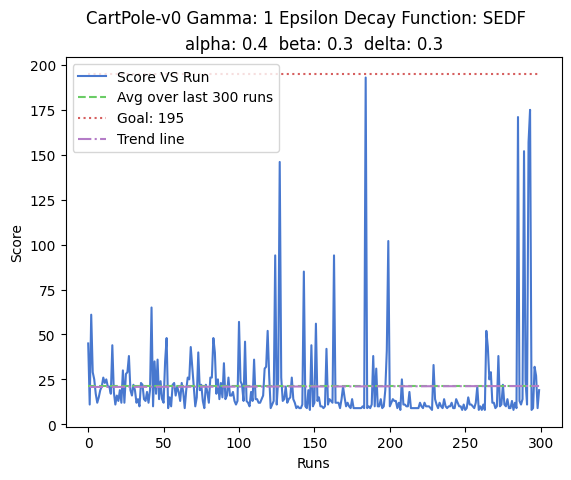 CartPole-v0 Gamma: 1 Epsilon Decay Function: SEDF
alpha: 0.4  beta: 0.3  delta: 0.3
Score VS Run
Avg over last 300 runs
Goal: 195
Trend line
Score
200
175
150
125
100
75
50
25
0
0 50 100 150 200 250 300
Runs